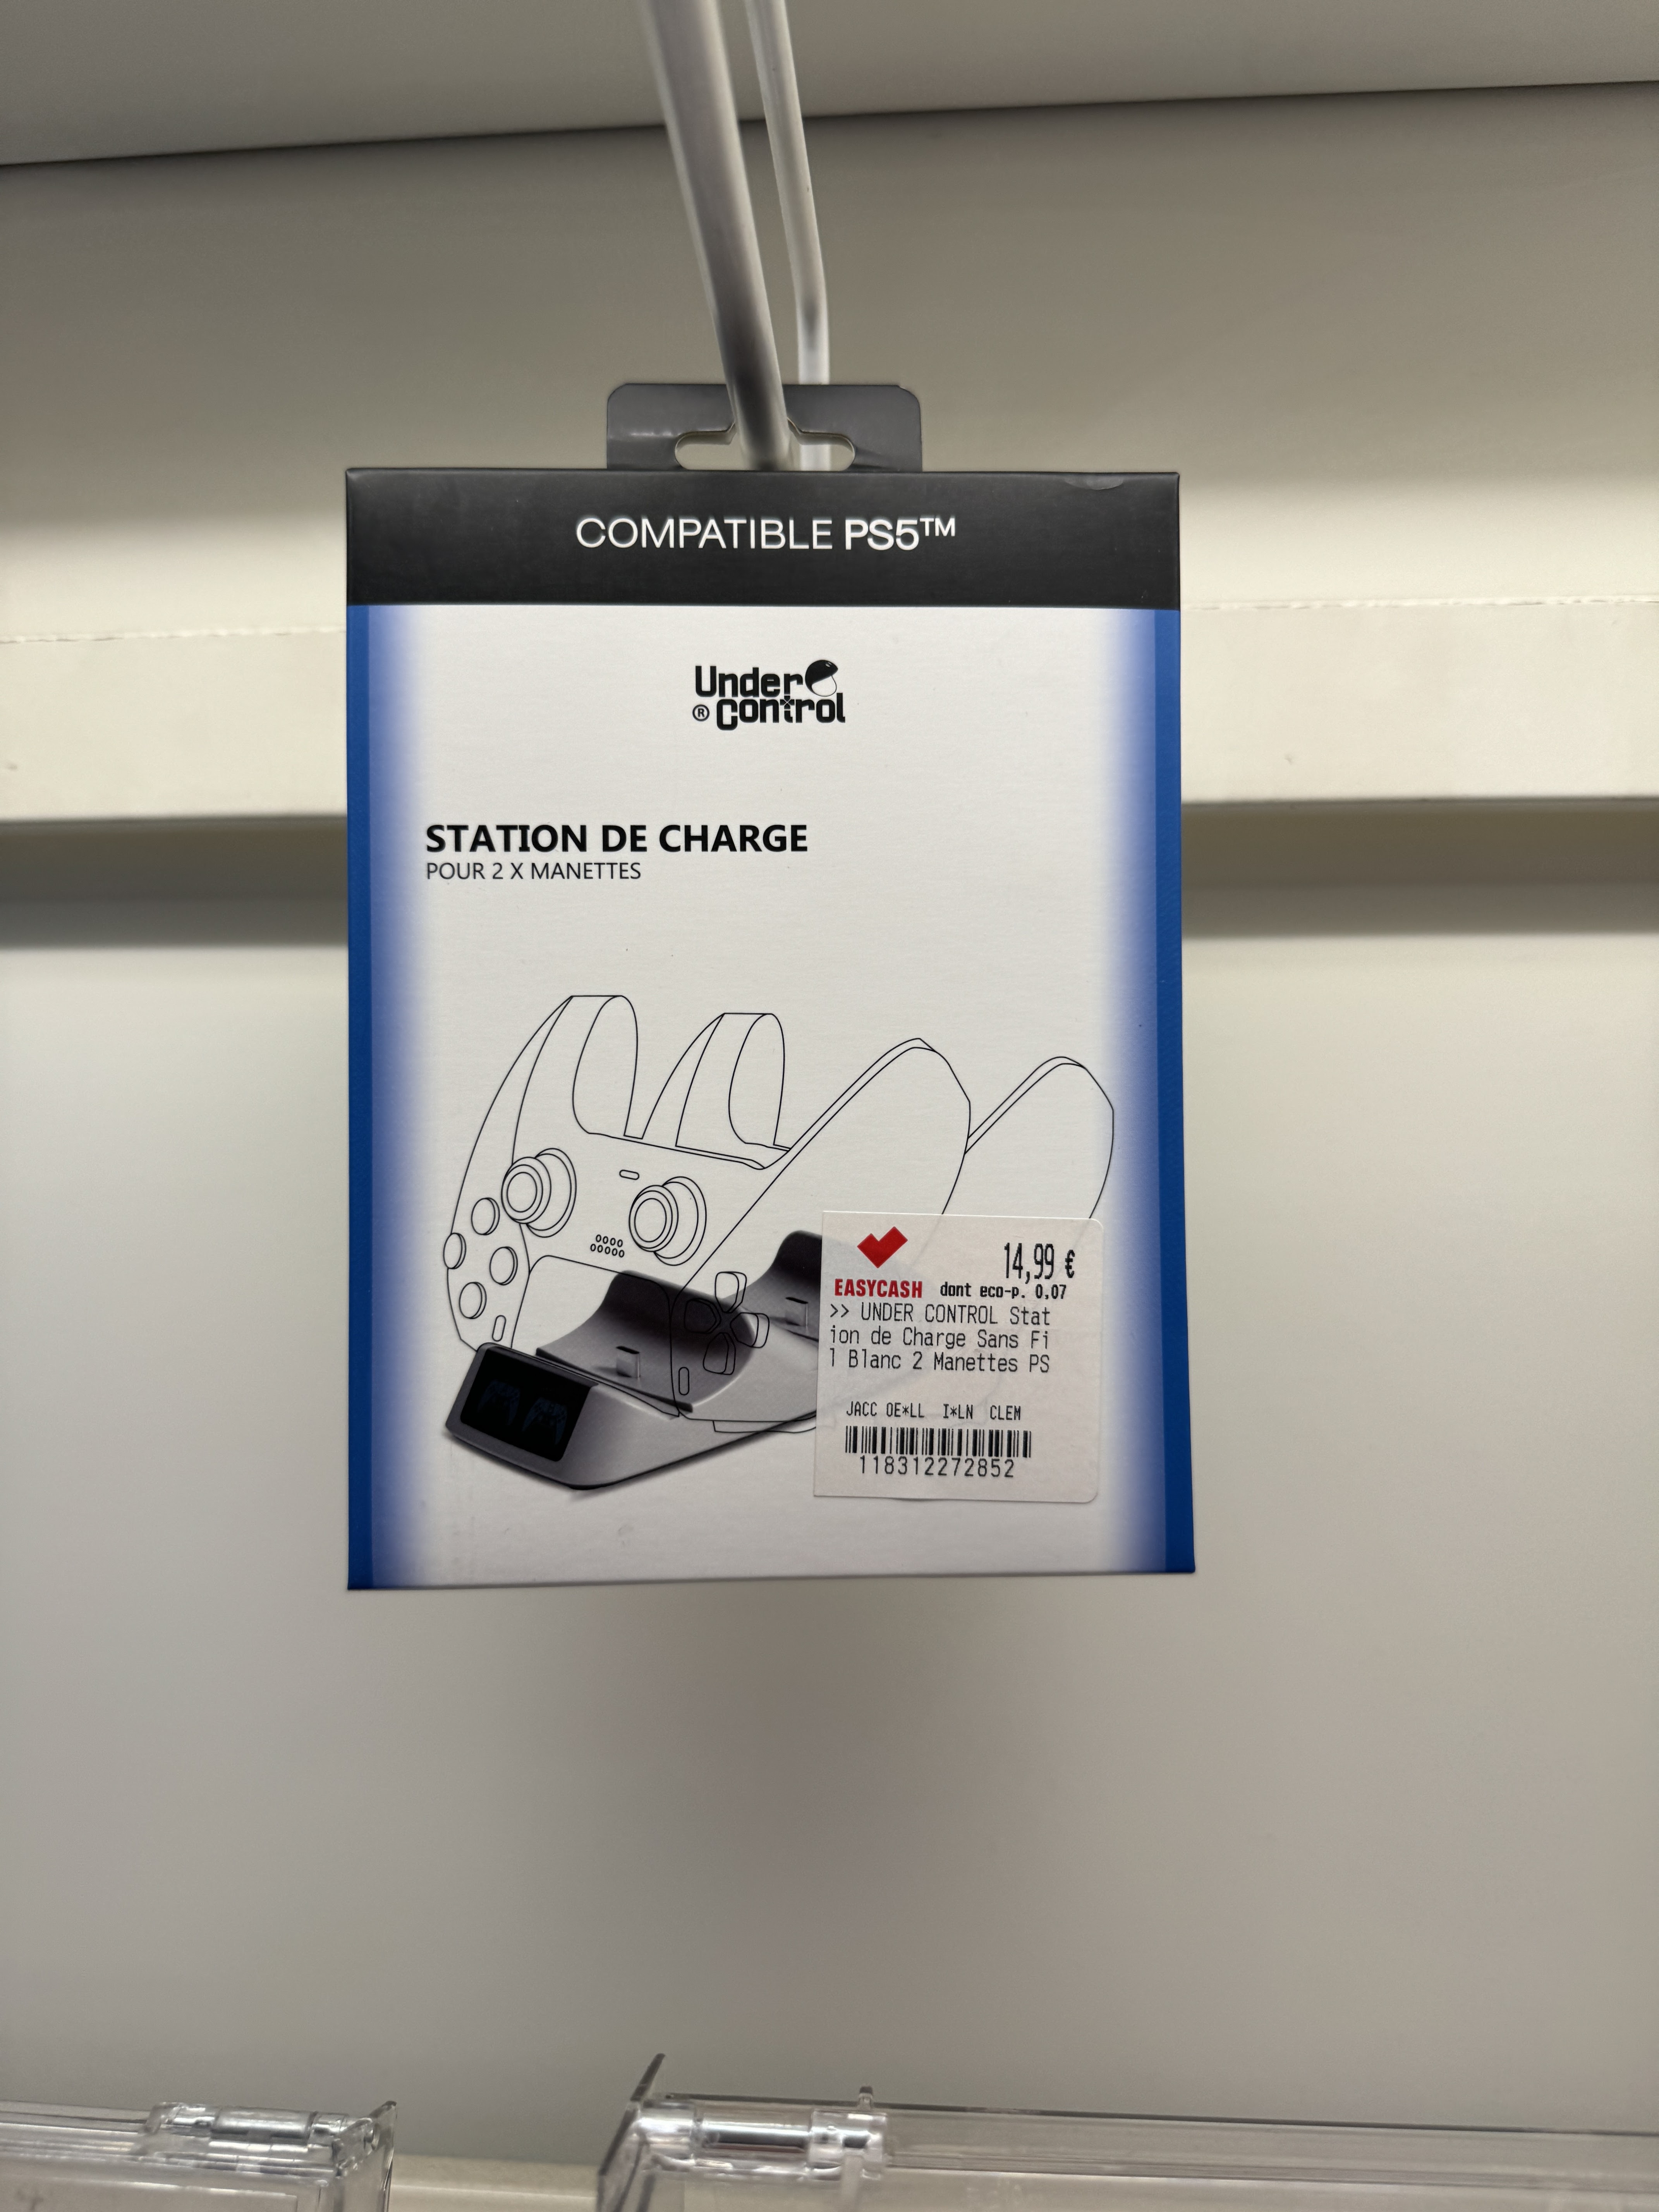 COMPATIBLE PS5™
Under
® Control
STATION DE CHARGE
POUR 2 X MANETTES
14,99 €
EASYCASH dont eco-p. 0,07
>> UNDER CONTROL Stat
ion de Charge Sans Fi
l Blanc 2 Manettes PS
JACC OE*LL I*LN CLEM
118312272852